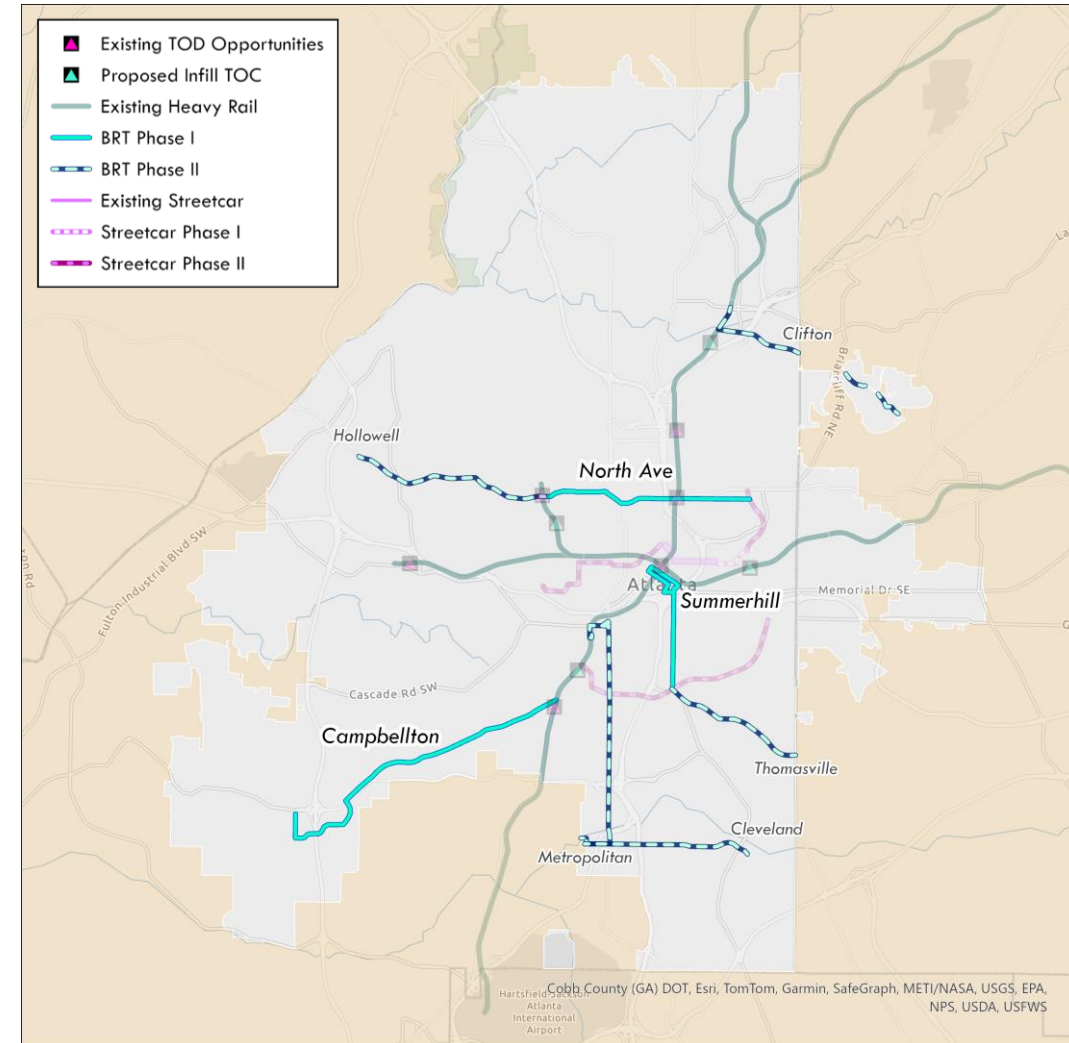 Existing TOD Opportunities
Proposed Infill TOC
Existing Heavy Rail
BRT Phase I
BRT Phase II
Existing Streetcar
Streetcar Phase I
Streetcar Phase II
Clifton
Briarcliff Rd NE
Hollowell
North Ave
Fulton Industrial Blvd SW
Atlanta
Memorial Dr SE
Summerhill
Cascade Rd SW
Campbellton
Thomasville
Cleveland
Metropolitan
Cobb County (GA) DOT, Esri, TomTom, Garmin, SafeGraph, METI/NASA, USGS, EPA,
NPS, USDA, USFWS
Hartsfield-Jackson
Atlanta
International
Airport